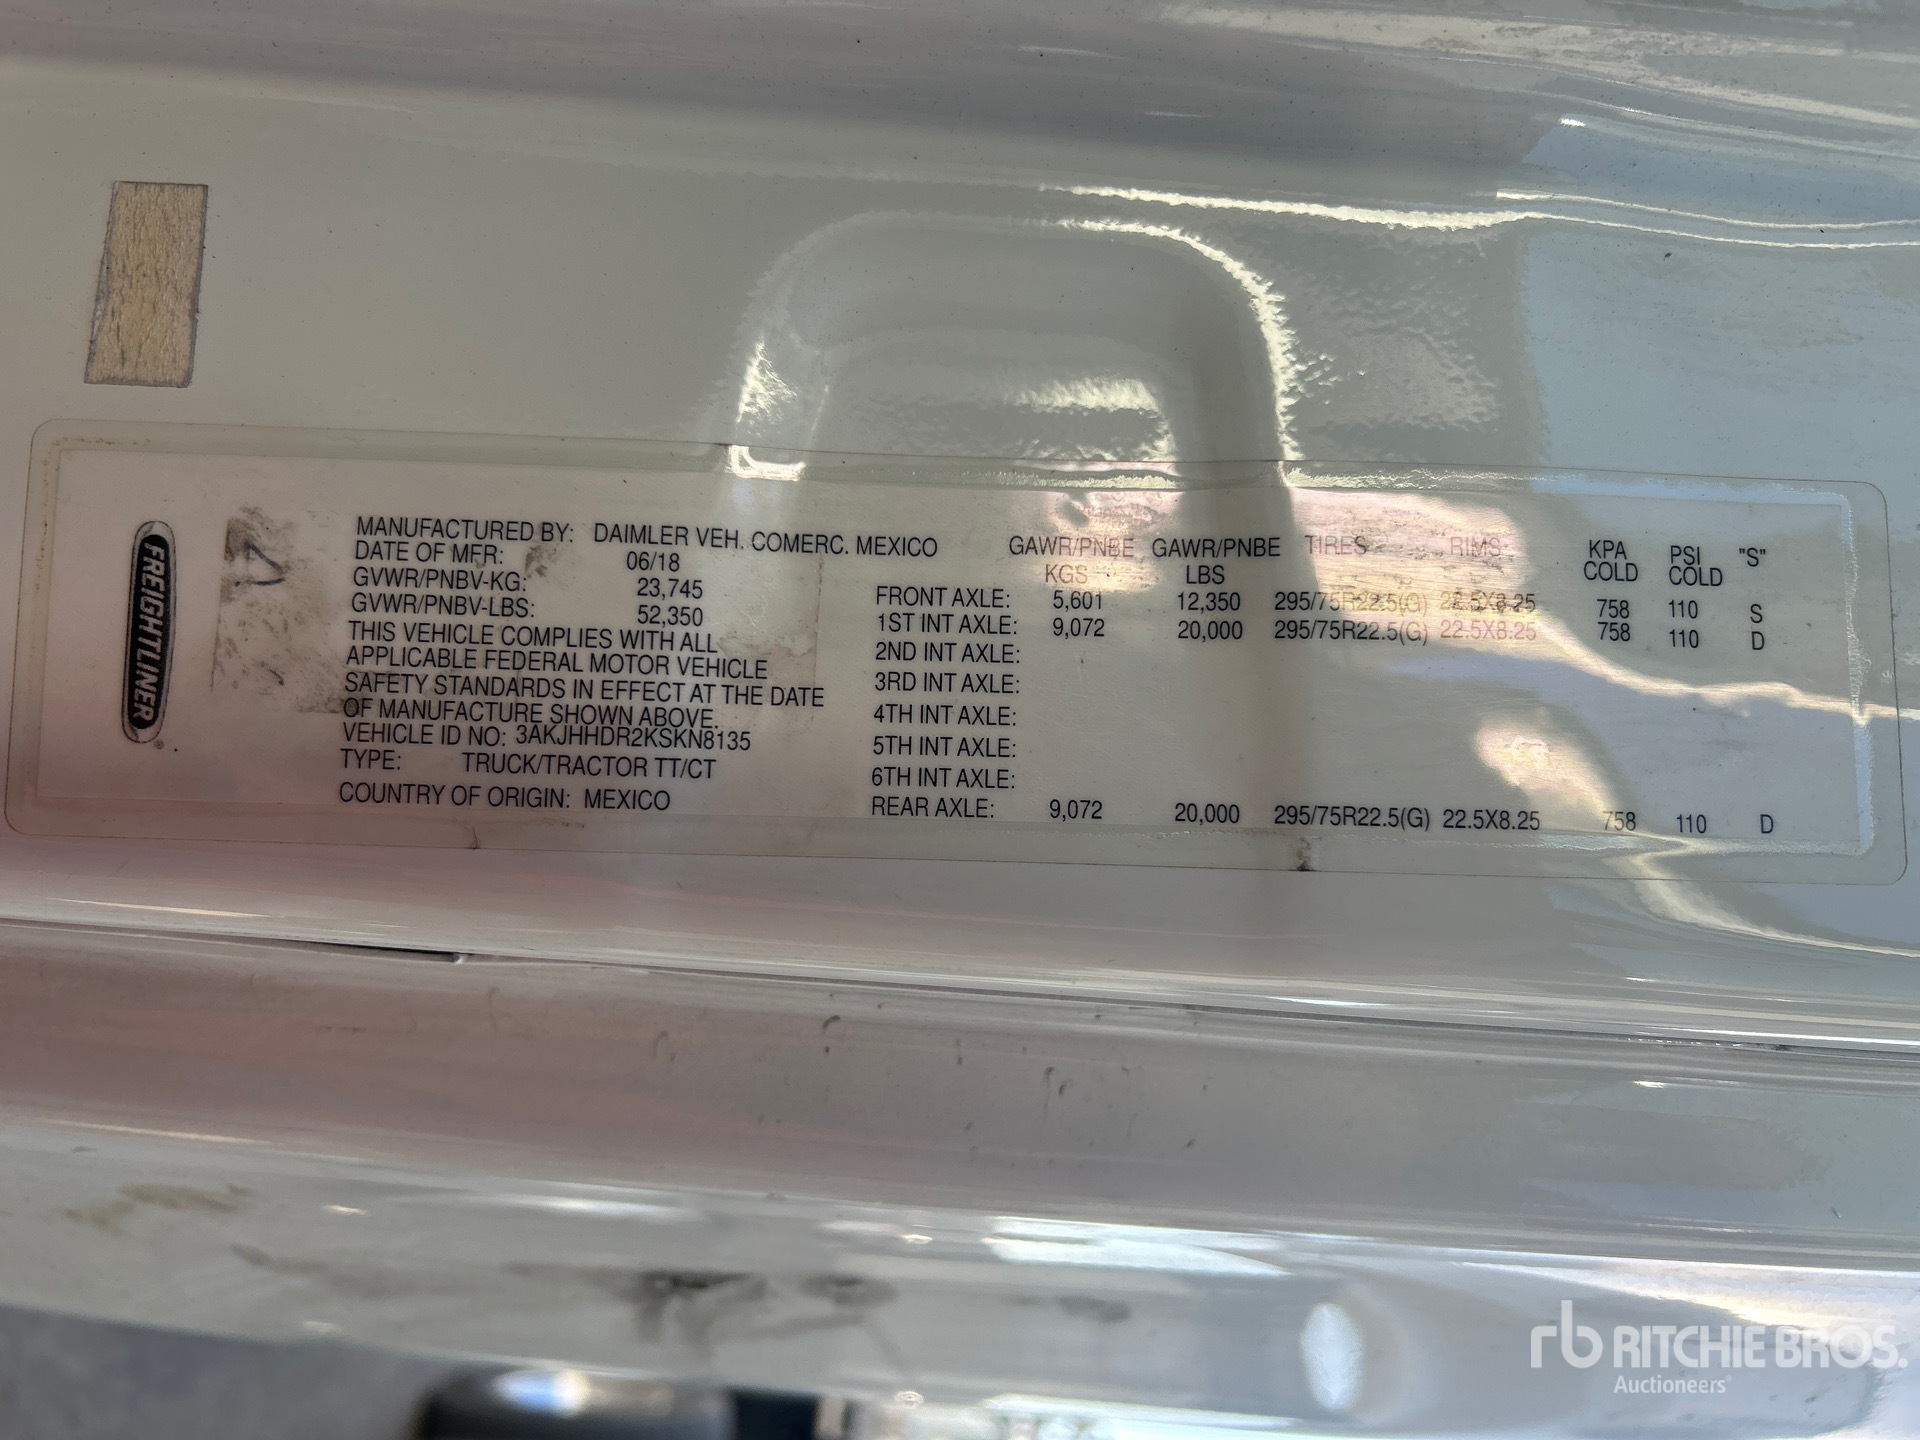 FREIGHTLINER
MANUFACTURED BY: DAIMLER VEH. COMERC. MEXICO
DATE OF MFR: 06/18
GVWR/PNBV-KG: 23,745
GVWR/PNBV-LBS: 52,350
THIS VEHICLE COMPLIES WITH ALL
APPLICABLE FEDERAL MOTOR VEHICLE
SAFETY STANDARDS IN EFFECT AT THE DATE
OF MANUFACTURE SHOWN ABOVE.
VEHICLE ID NO: 3AKJHHDR2KSKN8135
TYPE: TRUCK/TRACTOR TT/CT
COUNTRY OF ORIGIN: MEXICO
GAWR/PNBE GAWR/PNBE TIRES RIMS KPA PSI "S"
KGS LBS COLD COLD
FRONT AXLE: 5,601 12,350 295/75R22.5(G) 22.5X8.25 758 110 S
1ST INT AXLE: 9,072 20,000 295/75R22.5(G) 22.5X8.25 758 110 D
2ND INT AXLE:
3RD INT AXLE:
4TH INT AXLE:
5TH INT AXLE:
6TH INT AXLE:
REAR AXLE: 9,072 20,000 295/75R22.5(G) 22.5X8.25 758 110 D
rb RITCHIE BROS.
Auctioneers